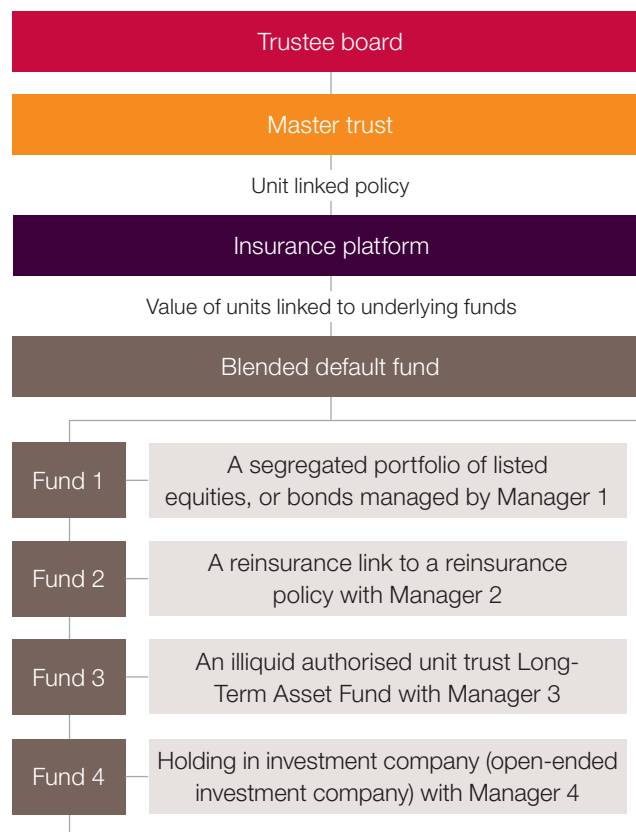 Trustee board
Master trust
Unit linked policy
Insurance platform
Value of units linked to underlying funds
Blended default fund
Fund 1
A segregated portfolio of listed
equities, or bonds managed by Manager 1
Fund 2
A reinsurance link to a reinsurance
policy with Manager 2
Fund 3
An illiquid authorised unit trust Long-
Term Asset Fund with Manager 3
Fund 4
Holding in investment company (open-ended
investment company) with Manager 4